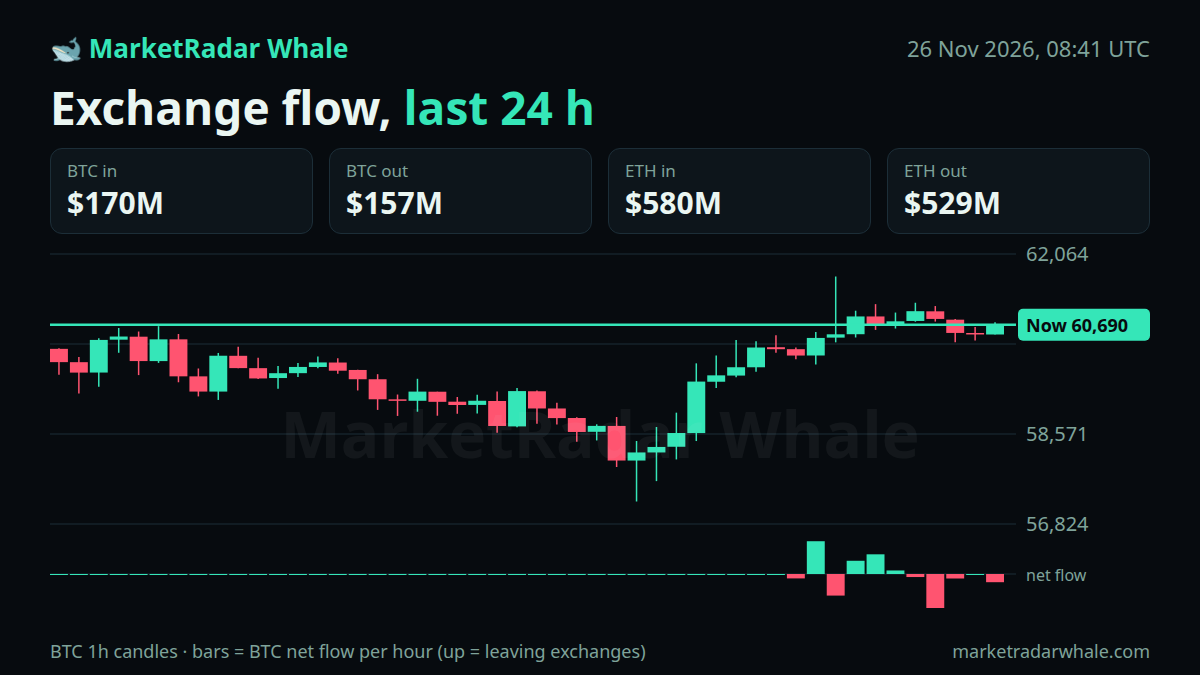 MarketRadar Whale
26 Nov 2026, 08:41 UTC
Exchange flow, last 24 h
BTC in
$170M
BTC out
$157M
ETH in
$580M
ETH out
$529M
62,064
Now 60,690
MarketRadar Whale
58,571
56,824
net flow
BTC 1h candles · bars = BTC net flow per hour (up = leaving exchanges)
marketradarwhale.com